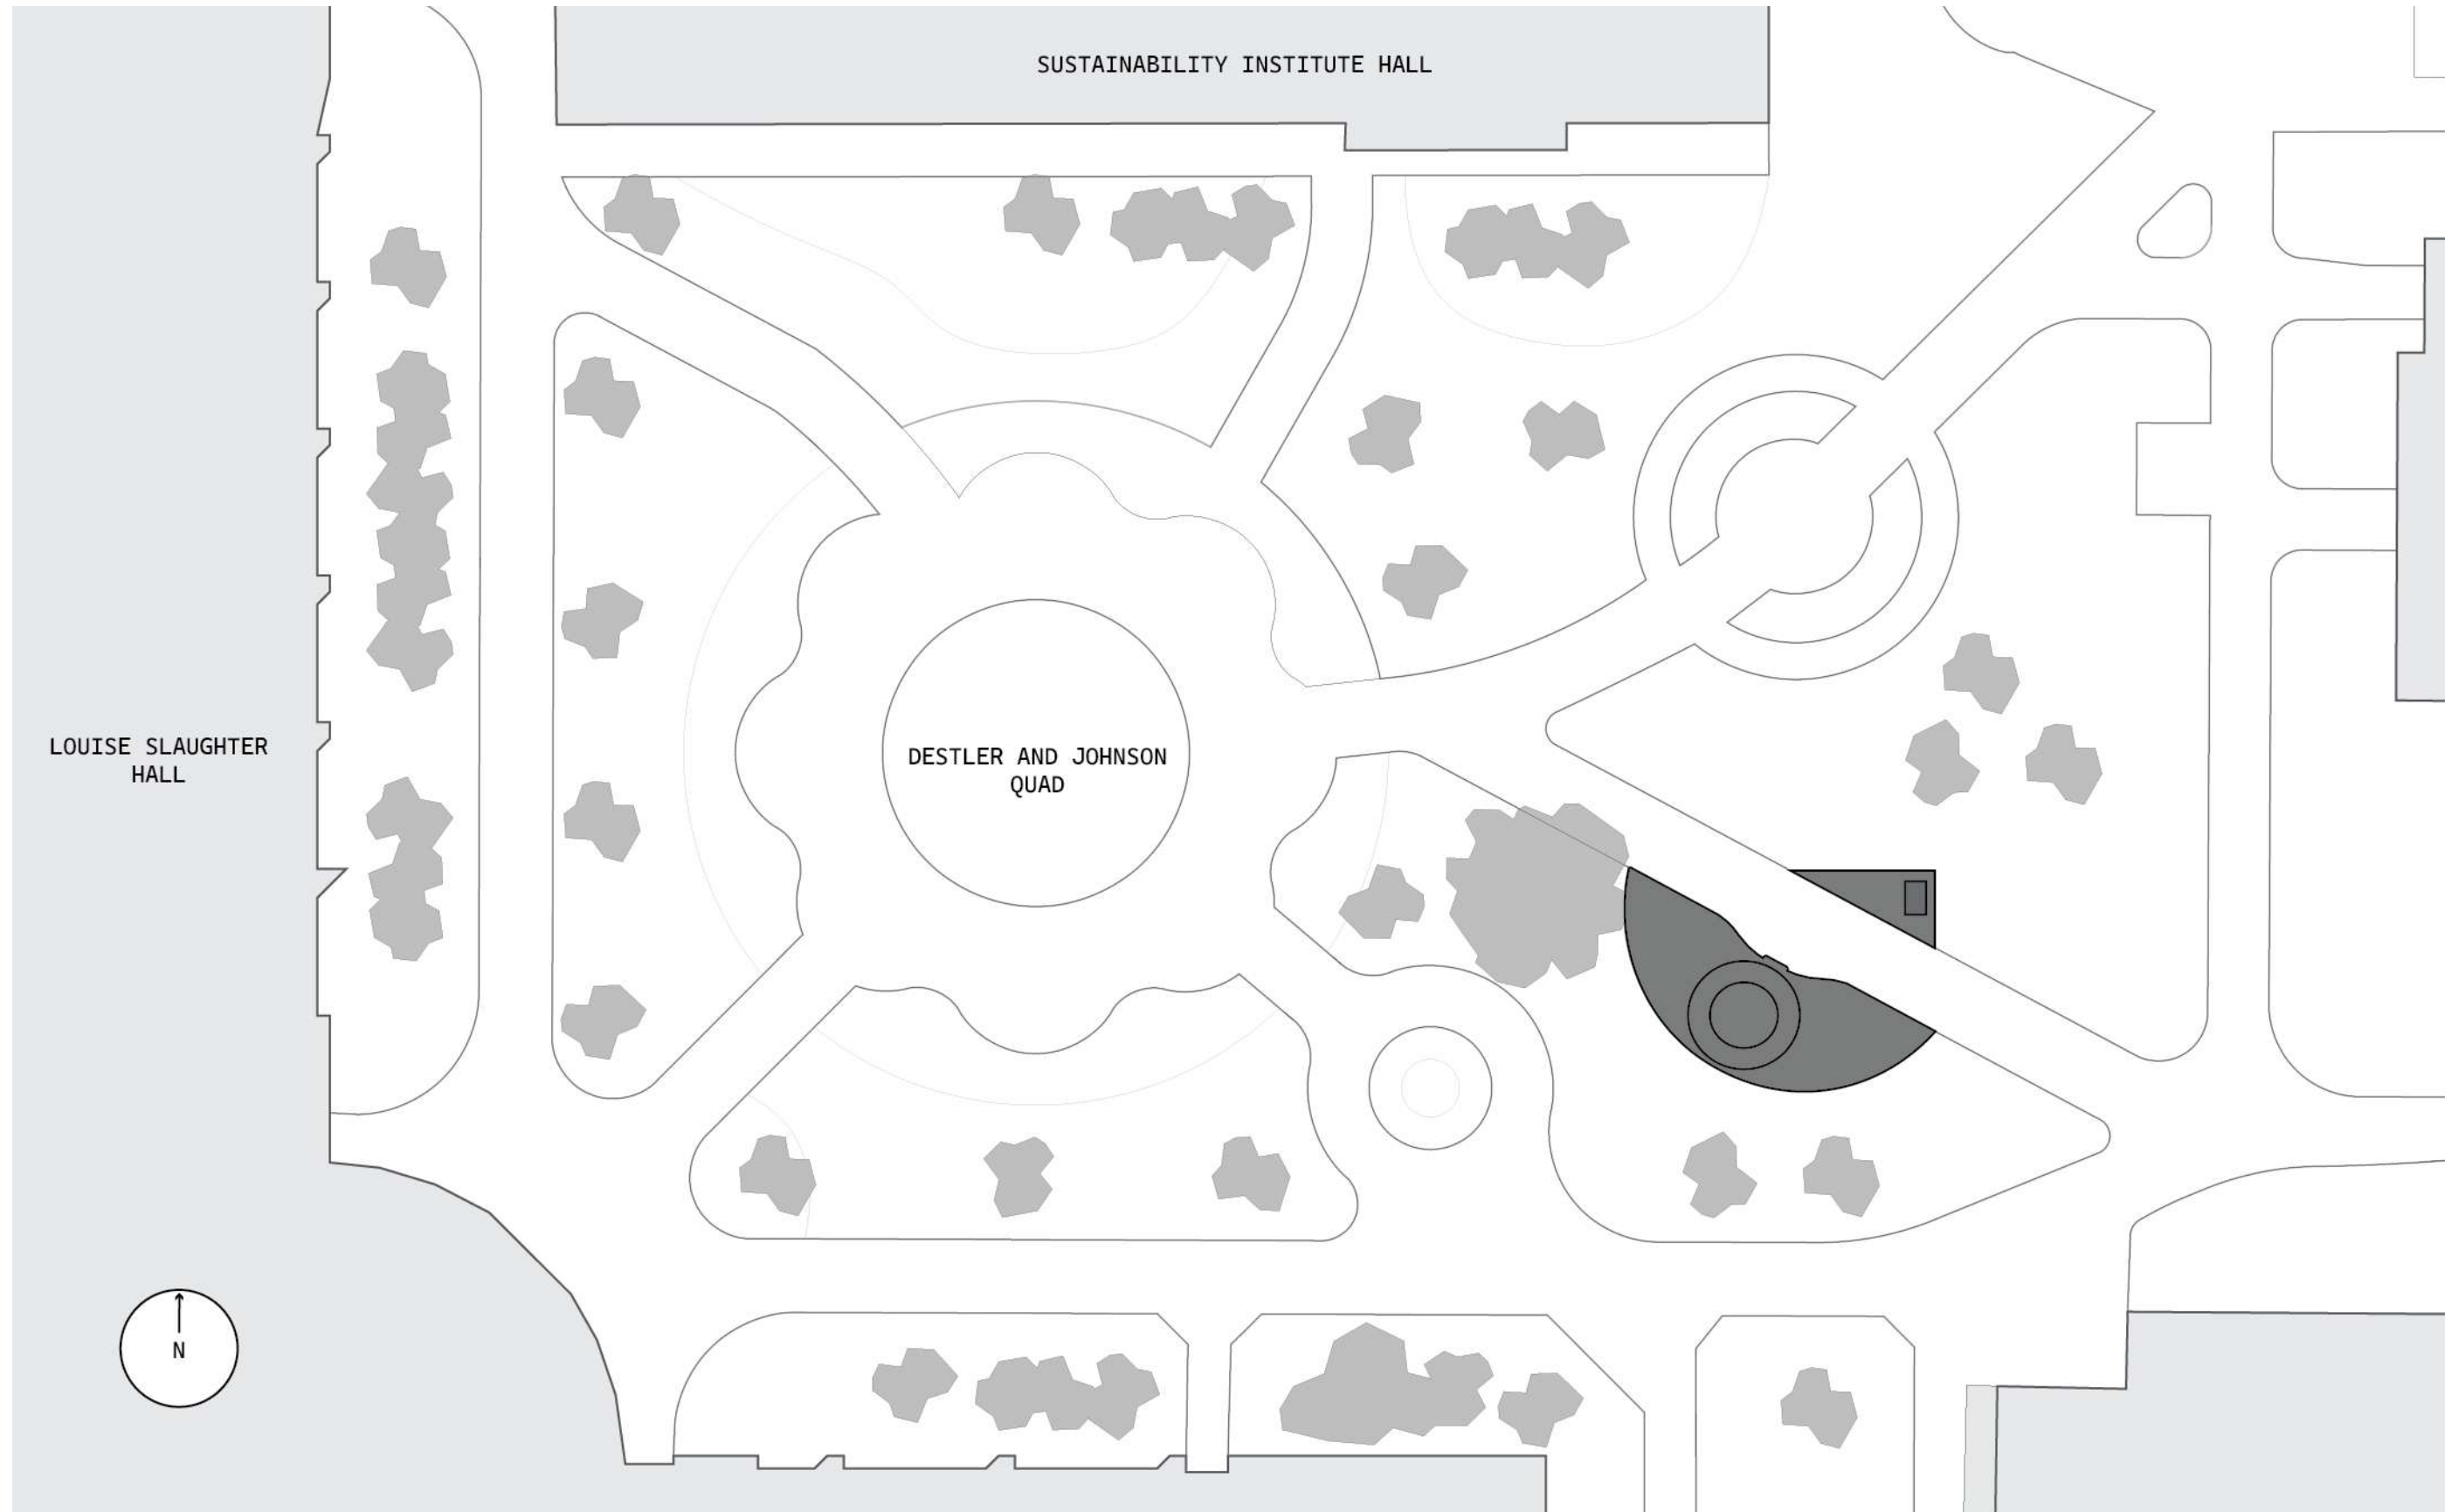 SUSTAINABILITY INSTITUTE HALL
LOUISE SLAUGHTER
HALL
DESTLER AND JOHNSON
QUAD
N